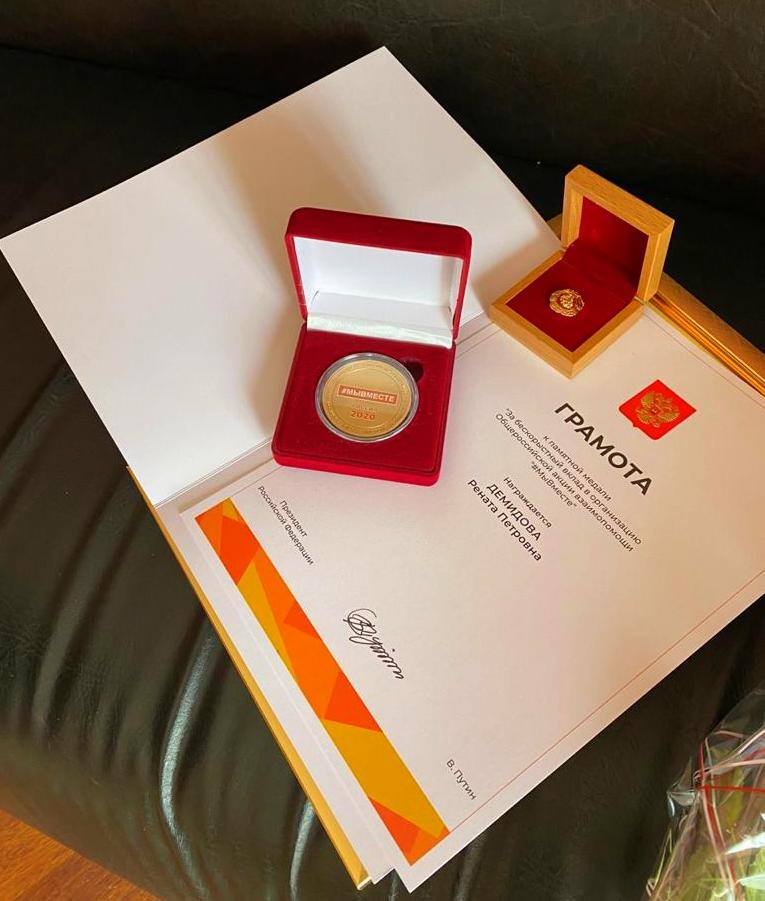 #МЫВМЕСТЕ
2020
ГРАМОТА
к памятной медали
"За бескорыстный вклад в организацию
Общероссийской акции взаимопомощи
"#МыВместе"
Награждается
ДЕМИДОВА
Рената Петровна
Президент
Российской Федерации
В. Путин